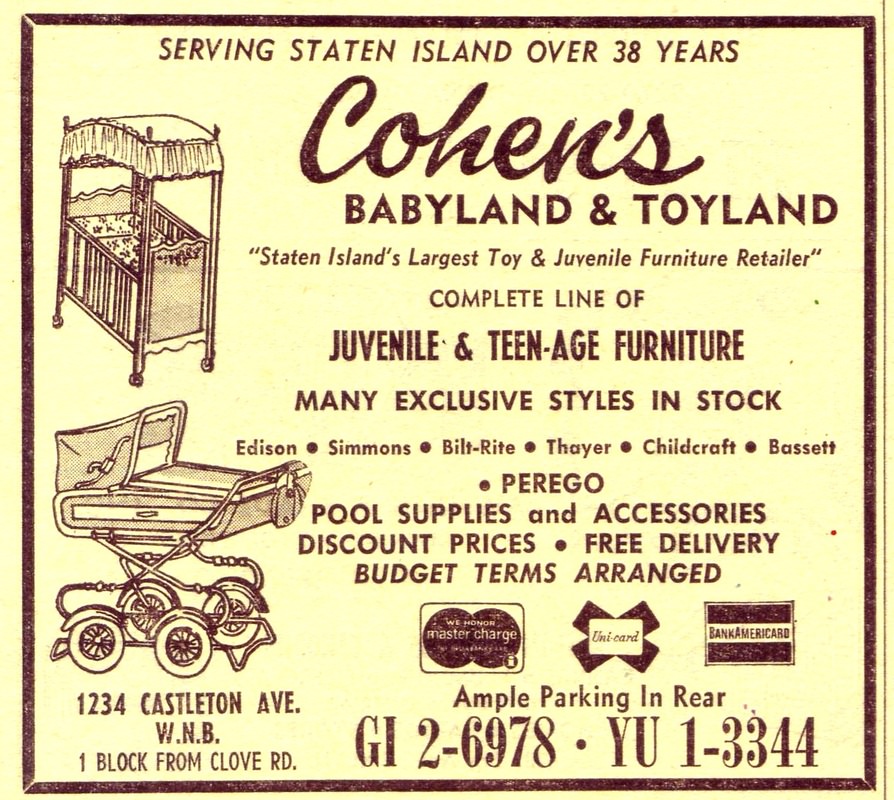 SERVING STATEN ISLAND OVER 38 YEARS
Cohen's
BABYLAND & TOYLAND
"Staten Island's Largest Toy & Juvenile Furniture Retailer"
COMPLETE LINE OF
JUVENILE & TEEN-AGE FURNITURE
MANY EXCLUSIVE STYLES IN STOCK
Edison • Simmons • Bilt-Rite • Thayer • Childcraft • Bassett
• PEREGO
POOL SUPPLIES and ACCESSORIES
DISCOUNT PRICES • FREE DELIVERY
BUDGET TERMS ARRANGED
WE HONOR
master charge
Uni-card
BANKAMERICARD
1234 CASTLETON AVE.
W.N.B.
1 BLOCK FROM CLOVE RD.
Ample Parking In Rear
GI 2-6978 · YU 1-3344